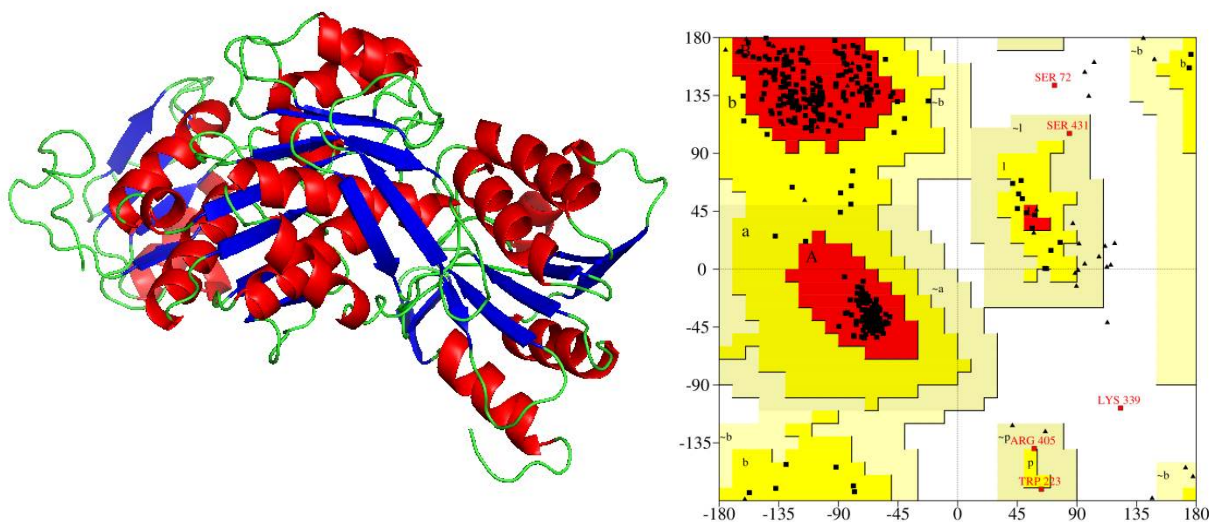 180
135
90
45
0
-45
-90
-135
-180 -135 -90 -45 0 45 90 135 180
b
~b
~b
b
SER 72
SER 431
~l
l
a
A
~a
LYS 339
~b
b
~p
ARG 405
p
TRP 223
~b